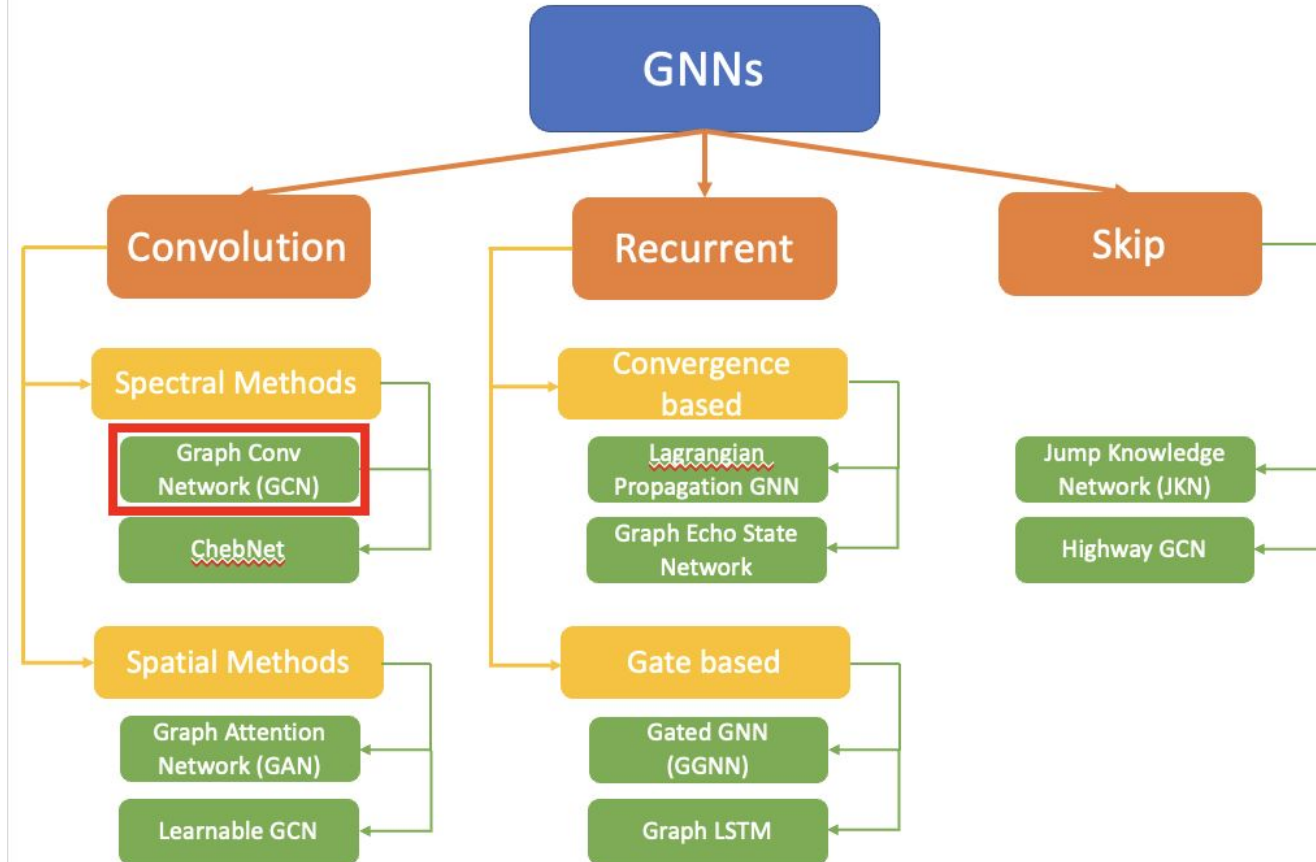 GNNs
Convolution
Recurrent
Skip
Spectral Methods
Graph Conv
Network (GCN)
ChebNet
Spatial Methods
Graph Attention
Network (GAN)
Learnable GCN
Convergence
based
Lagrangian
Propagation GNN
Graph Echo State
Network
Gate based
Gated GNN
(GGNN)
Graph LSTM
Jump Knowledge
Network (JKN)
Highway GCN